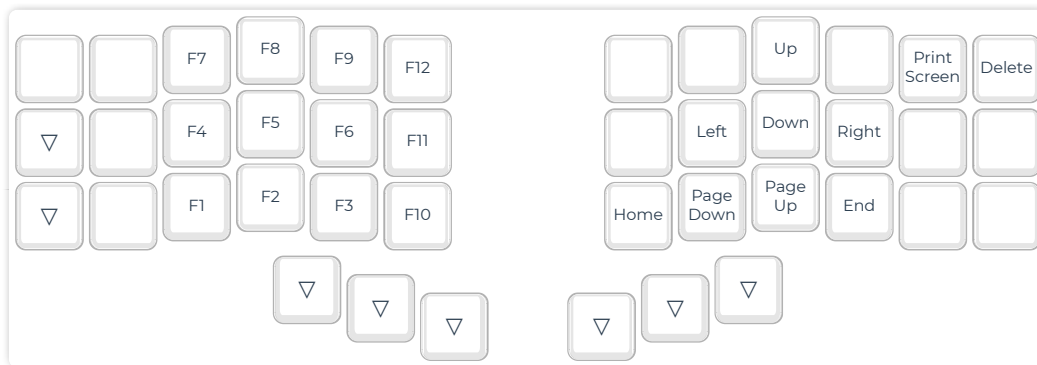 F7 F8 F9 F12 Up Print Screen Delete
▽ F4 F5 F6 F11 Left Down Right
▽ F1 F2 F3 F10 Home Page Down Page Up End
▽ ▽ ▽ ▽ ▽ ▽